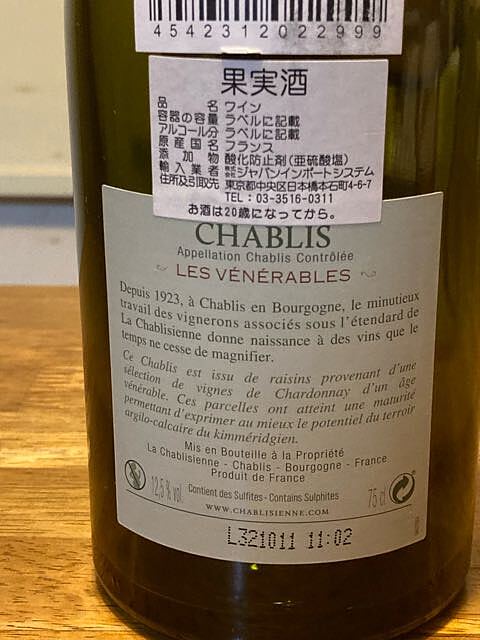 4542312022999
果実酒
品名 ワイン
容器の容量 ラベルに記載
アルコール分 ラベルに記載
原産国名 フランス
添加物 酸化防止剤(亜硫酸塩)
輸入業者 株式会社ジャパンインポートシステム
住所及引取先 東京都中央区日本橋本石町4-6-7
TEL:03-3516-0311
お酒は20歳になってから。
CHABLIS
Appellation Chablis Contrôlée
LES VÉNÉRABLES
Depuis 1923, à Chablis en Bourgogne, le minutieux
travail des vignerons associés sous l'étendard de
La Chablisienne donne naissance à des vins que le
temps ne cesse de magnifier.
Ce Chablis est issu de raisins provenant d'une
sélection de vignes de Chardonnay d'un âge
vénérable. Ces parcelles ont atteint une maturité
permettant d'exprimer au mieux le potentiel du terroir
argilo-calcaire du kimméridgien.
Mis en Bouteille à la Propriété
La Chablisienne - Chablis - Bourgogne - France
Produit de France
12,5 % vol. Contient des Sulfites - Contains Sulphites 75 cl
WWW.CHABLISIENNE.COM
L321011 11:02